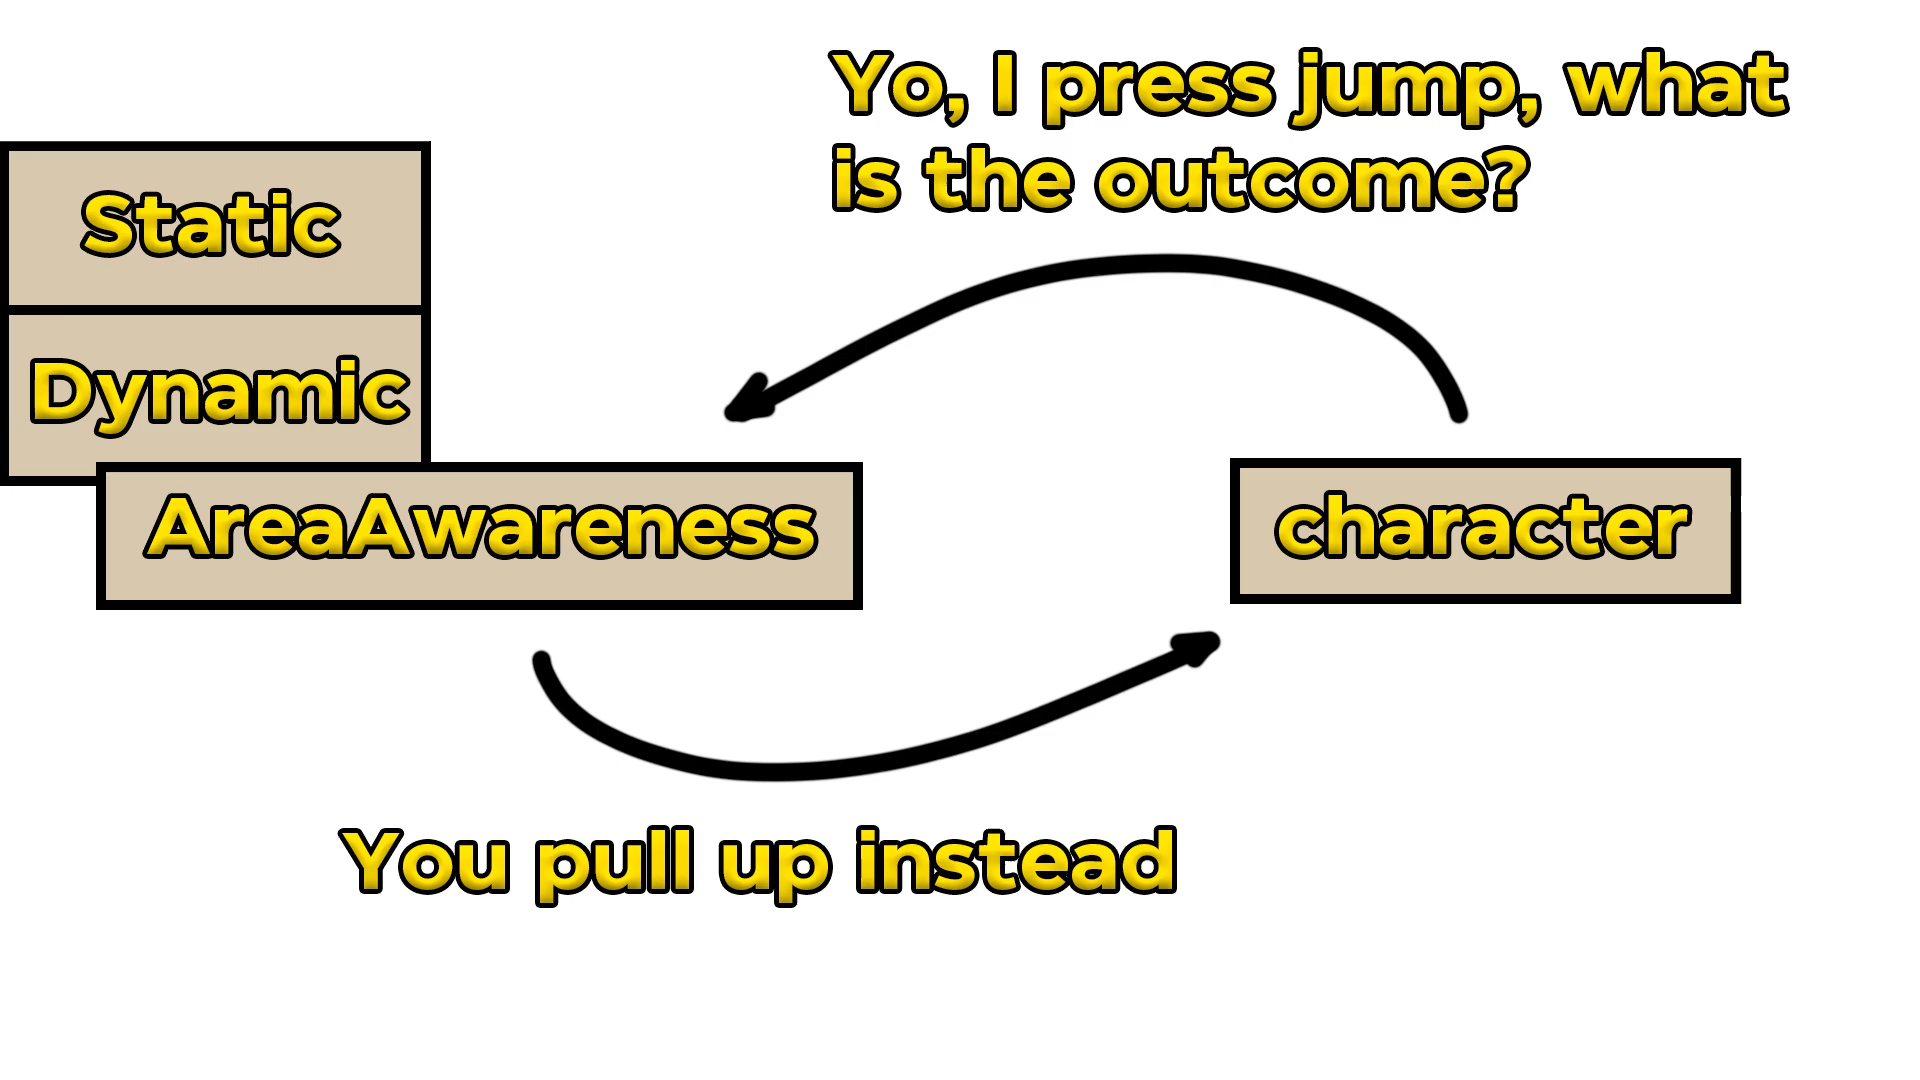 Yo, I press jump, what
is the outcome?
Static
Dynamic
AreaAwareness
character
You pull up instead